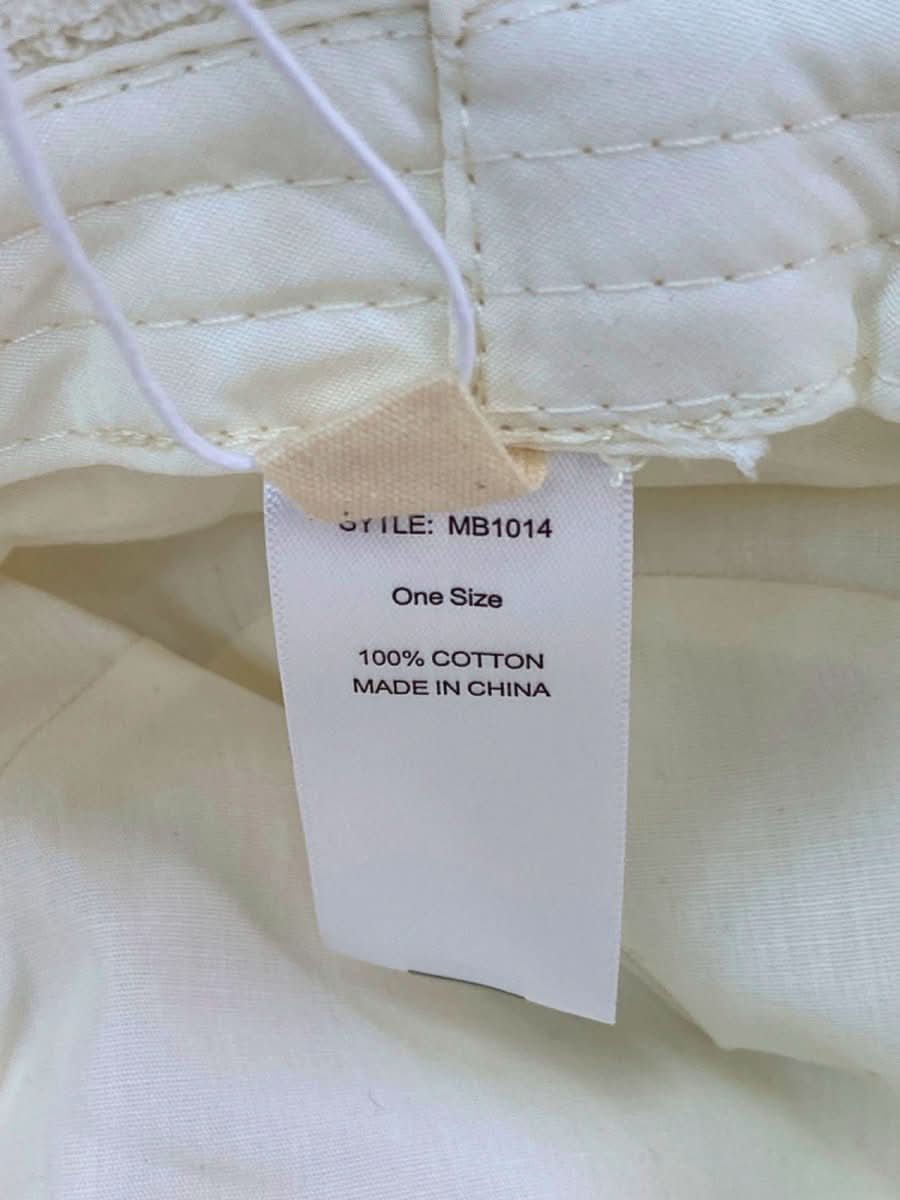 SYTLE: MB1014
One Size
100% COTTON
MADE IN CHINA